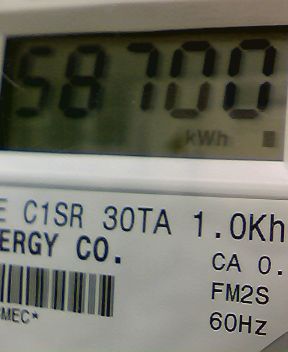 58700
kWh
E C1SR 30TA 1.0Kh
ERGY CO.
CA 0.
FM2S
MEC*
60Hz